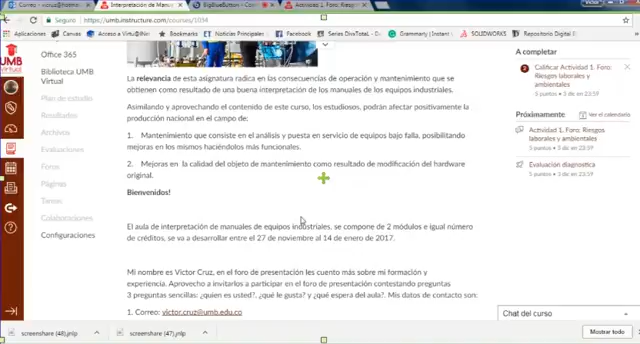 Victor
Correo - vcruz@hotmail
Interpretación de Manu
BigBlueButton -
Actividad 1. Foro: Riesg
Seguro https://umb.instructure.com/courses/1034
Aplicaciones
Bookmarks
Noticias Principales
Facebook
Series DivxTotaL
Grammarly | Instant
SOLIDWORKS
Otros marcadores
UMB
Virtual
Office 365
Biblioteca UMB
Virtual
Plan de estudio
Resultados
Archivos
Evaluaciones
Foros
Páginas
Tareas
Colaboraciones
Configuraciones
La relevancia de esta asignatura radica en las consecuencias de operación y mantenimiento que se
obtienen como resultado de una buena interpretación de los manuales de los equipos industriales.
Asimilando y aprovechando el contenido de este curso, los estudiosos, podrán afectar positivamente la
producción nacional en el campo de:
1. Mantenimiento que consiste en el análisis y puesta en servicio de equipos bajo falla, posibilitando
mejoras en los mismos haciéndolos más funcionales.
2. Mejoras en la calidad del objeto de mantenimiento como resultado de modificación del hardware
original.
Bienvenidos!
El aula de interpretación de manuales de equipos industriales, se compone de 2 módulos e igual número
de créditos, se va a desarrollar entre el 27 de noviembre al 14 de enero de 2017.
Mi nombre es Víctor Cruz, en el foro de presentación les cuento más sobre mi formación y
experiencia. Aprovecho a invitarlos a participar en el foro de presentación contestando preguntas
3 preguntas sencillas: ¿quien es usted?, ¿qué le gusta? y ¿qué espera del aula?. Mis datos de contacto son:
1. Correo: victor.cruz@umb.edu.co
A completar
Calificar Actividad 1. Foro:
Riesgos laborales y
ambientales
5 puntos • 3 de en 23:59
Próximamente
Ver el calendario
Actividad 1. Foro: Riesgos
laborales y ambientales
5 puntos • 3 de en 23:59
Evaluación diagnostica
5 puntos • 3 de en 23:59
Chat del curso
screenshare (48).jnlp
screenshare (47).jnlp
Mostrar todo